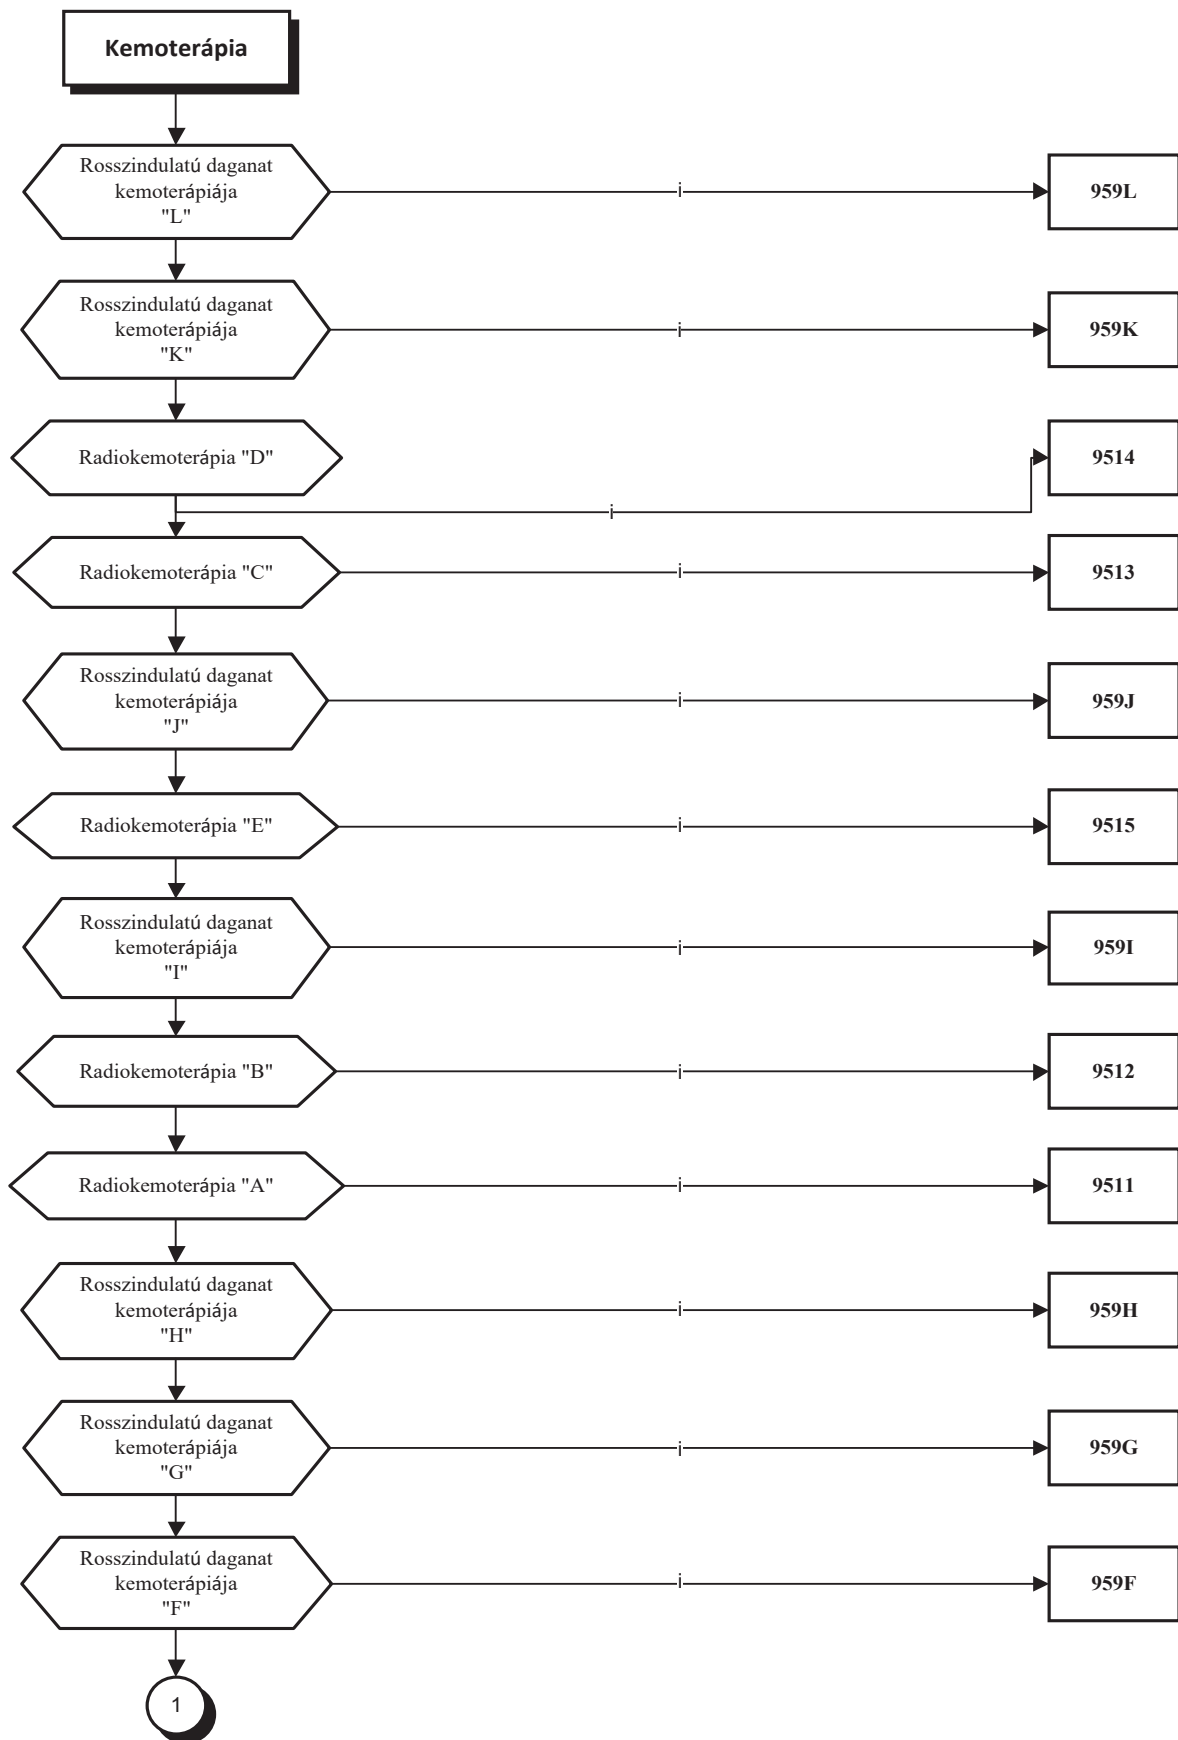 Kemoterápia
Rosszindulatú daganat
kemoterápiája
"L"
i
959L
Rosszindulatú daganat
kemoterápiája
"K"
i
959K
Radiokemoterápia "D"
i
9514
Radiokemoterápia "C"
i
9513
Rosszindulatú daganat
kemoterápiája
"J"
i
959J
Radiokemoterápia "E"
i
9515
Rosszindulatú daganat
kemoterápiája
"I"
i
959I
Radiokemoterápia "B"
i
9512
Radiokemoterápia "A"
i
9511
Rosszindulatú daganat
kemoterápiája
"H"
i
959H
Rosszindulatú daganat
kemoterápiája
"G"
i
959G
Rosszindulatú daganat
kemoterápiája
"F"
i
959F
1